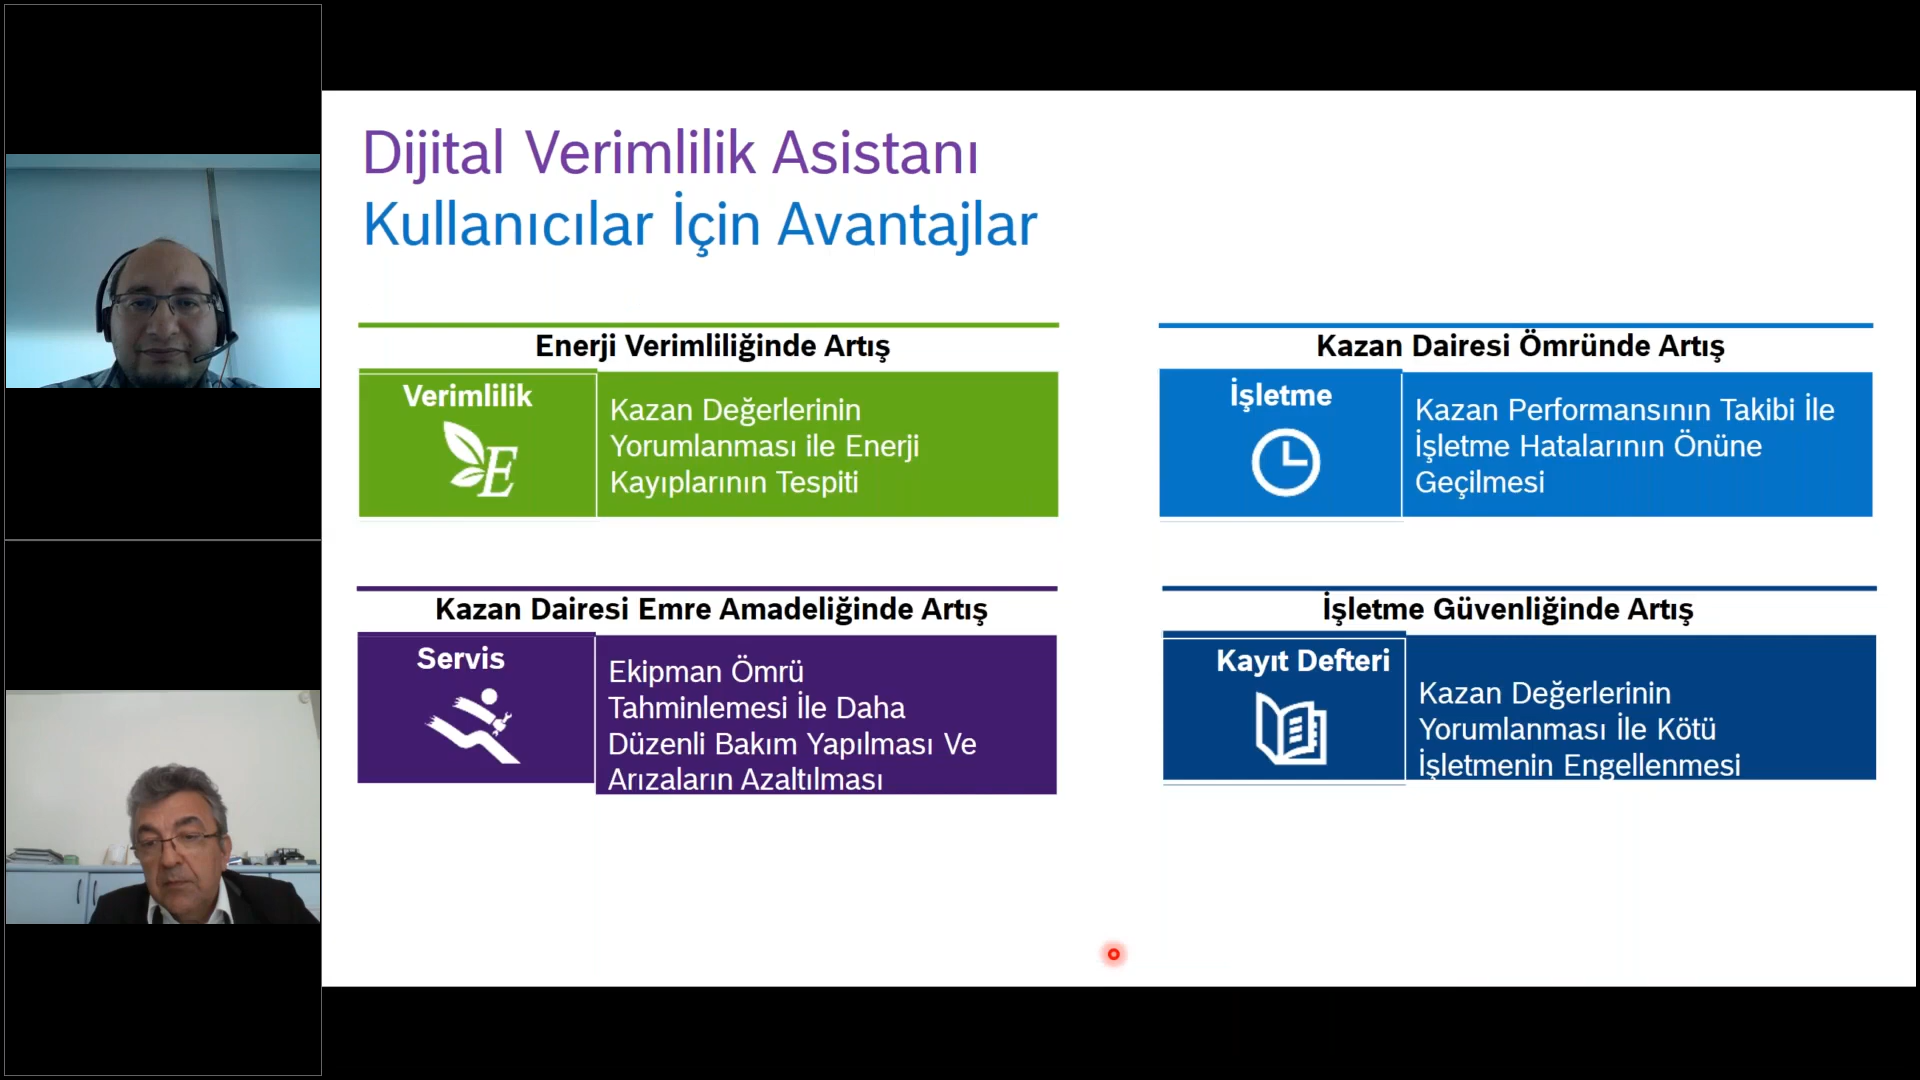 Dijital Verimlilik Asistanı
Kullanıcılar İçin Avantajlar
Enerji Verimliliğinde Artış
Verimlilik
E
Kazan Değerlerinin
Yorumlanması ile Enerji
Kayıplarının Tespiti
Kazan Dairesi Ömründe Artış
İşletme
Kazan Performansının Takibi İle
İşletme Hatalarının Önüne
Geçilmesi
Kazan Dairesi Emre Amadeliğinde Artış
Servis
Ekipman Ömrü
Tahminlemesi İle Daha
Düzenli Bakım Yapılması Ve
Arızaların Azaltılması
İşletme Güvenliğinde Artış
Kayıt Defteri
Kazan Değerlerinin
Yorumlanması İle Kötü
İşletmenin Engellenmesi